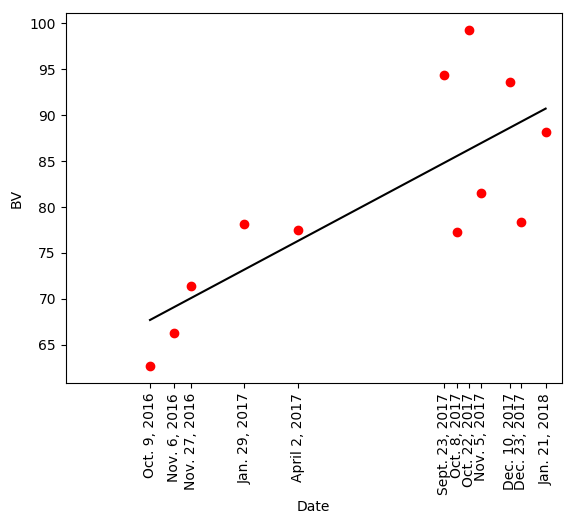 100
95
90
85
80
75
70
65
BV
Oct. 9, 2016
Nov. 6, 2016
Nov. 27, 2016
Jan. 29, 2017
April 2, 2017
Sept. 23, 2017
Oct. 8, 2017
Oct. 22, 2017
Nov. 5, 2017
Dec. 10, 2017
Dec. 23, 2017
Jan. 21, 2018
Date